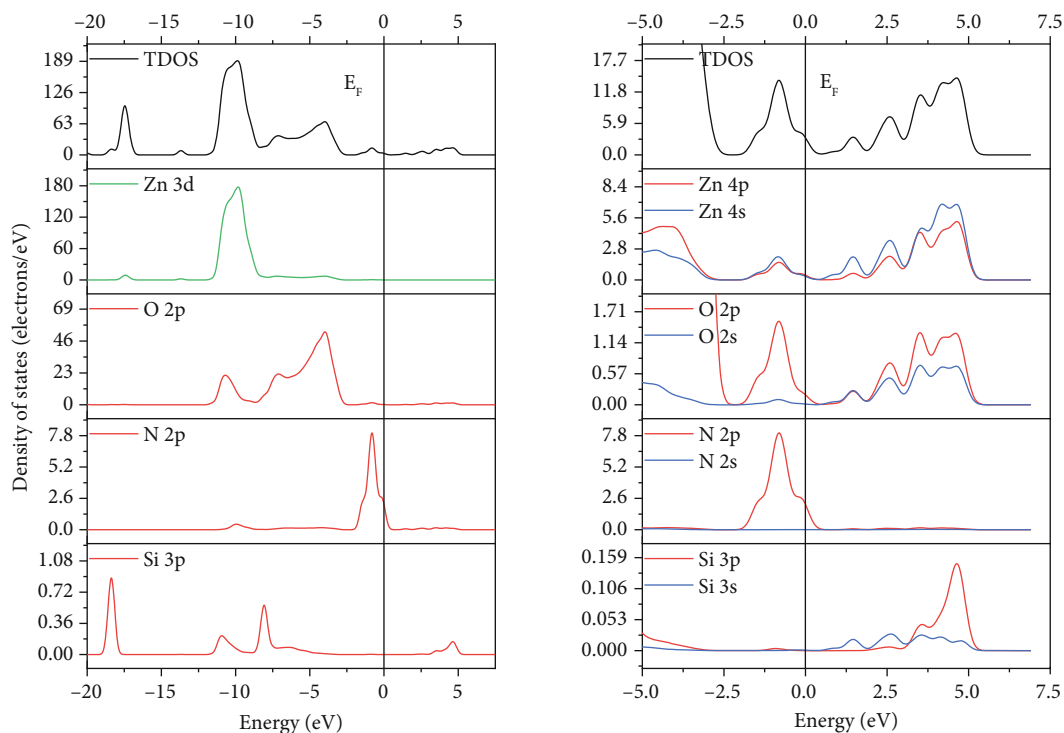 −20 −15 −10 −5 0 5
189
126
63
0
TDOS
E_F
180
120
60
0
Zn 3d
69
46
23
0
O 2p
7.8
5.2
2.6
0.0
N 2p
1.08
0.72
0.36
0.00
Si 3p
−20 −15 −10 −5 0 5
Energy (eV)
Density of states (electrons/eV)
−5.0 −2.5 0.0 2.5 5.0 7.5
17.7
11.8
5.9
0.0
TDOS
E_F
8.4
5.6
2.8
0.0
Zn 4p
Zn 4s
1.71
1.14
0.57
0.00
O 2p
O 2s
7.8
5.2
2.6
0.0
N 2p
N 2s
0.159
0.106
0.053
0.000
Si 3p
Si 3s
−5.0 −2.5 0.0 2.5 5.0 7.5
Energy (eV)